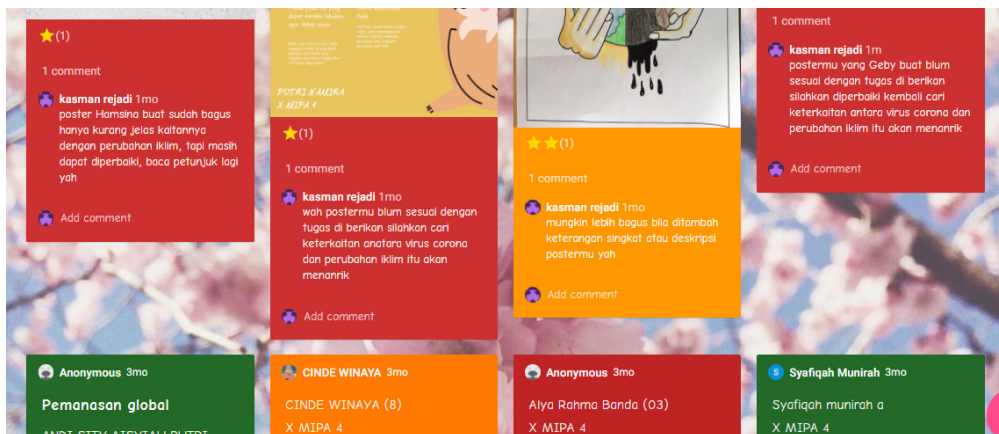 (1)
1 comment
kasman rejadi 1mo
poster Hamsina buat sudah bagus
hanya kurang jelas kaitannya
dengan perubahan iklim, tapi masih
dapat diperbaiki, baca petunjuk lagi
yah
Add comment
PUTRI NAMIRA
X MIPA 4
(1)
1 comment
kasman rejadi 1mo
wah postermu blum sesuai dengan
tugas di berikan silahkan cari
keterkaitan anatara virus corona
dan perubahan iklim itu akan
menanrik
Add comment
(1)
1 comment
kasman rejadi 1mo
mungkin lebih bagus bila ditambah
keterangan singkat atau deskripsi
postermu yah
Add comment
1 comment
kasman rejadi 1m
postermu yang Geby buat blum
sesuai dengan tugas di berikan
silahkan diperbaiki kembali cari
keterkaitan antara virus corona dan
perubahan iklim itu akan menanrik
Add comment
Anonymous 3mo
Pemanasan global
ANDI SITY AISYIAH PUTRI
CINDE WINAYA 3mo
CINDE WINAYA (8)
X MIPA 4
Anonymous 3mo
Alya Rahma Banda (03)
X MIPA 4
S Syafiqah Munirah 3mo
Syafiqah munirah a
X MIPA 4